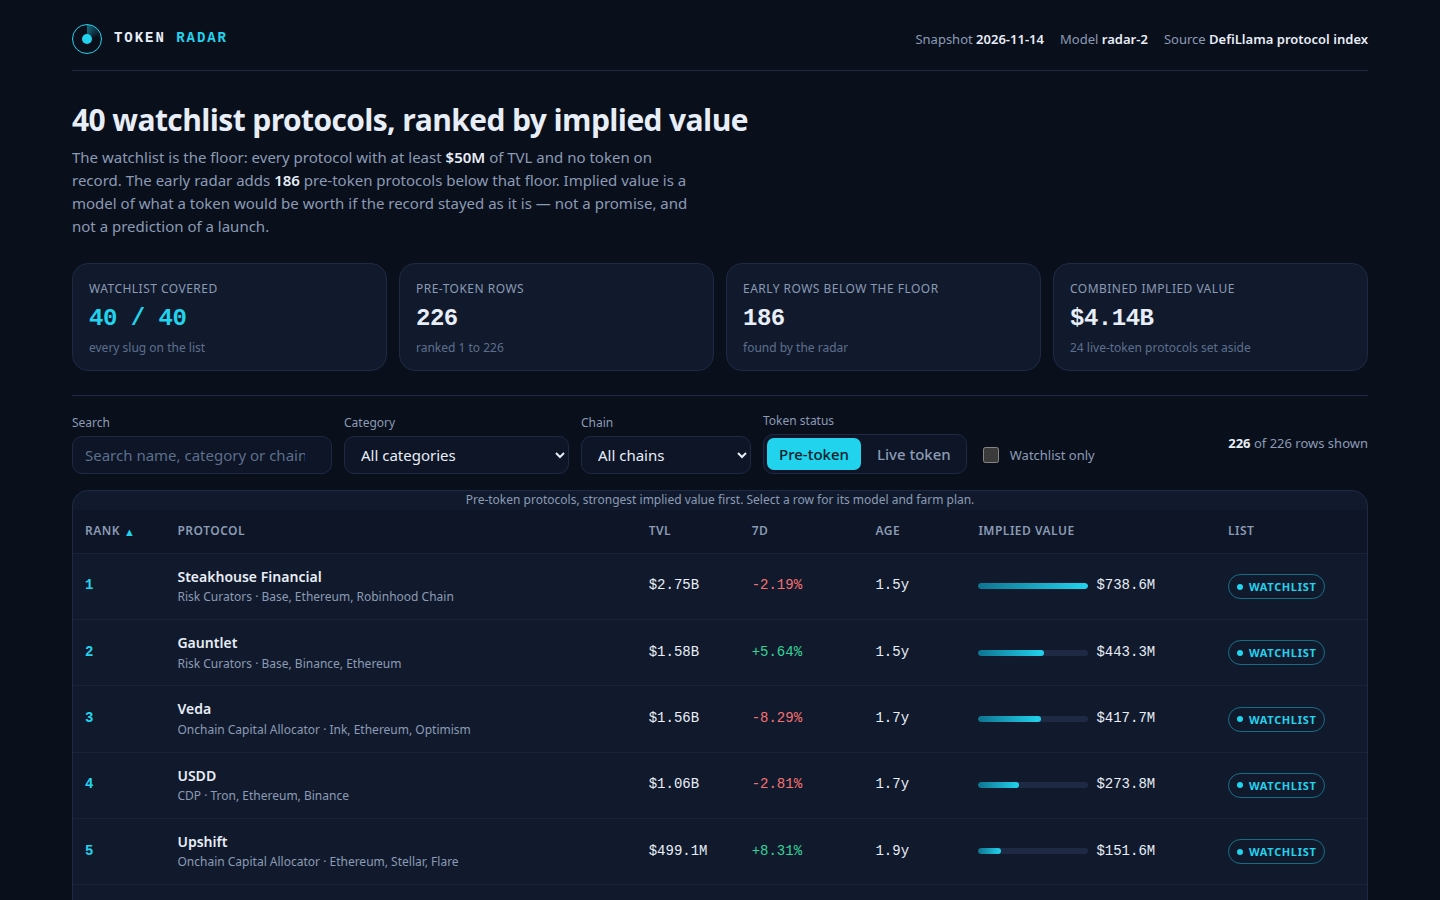 TOKEN RADAR
Snapshot 2026-11-14 Model radar-2 Source DefiLlama protocol index
40 watchlist protocols, ranked by implied value
The watchlist is the floor: every protocol with at least $50M of TVL and no token on
record. The early radar adds 186 pre-token protocols below that floor. Implied value is a
model of what a token would be worth if the record stayed as it is — not a promise, and
not a prediction of a launch.
WATCHLIST COVERED
40 / 40
every slug on the list
PRE-TOKEN ROWS
226
ranked 1 to 226
EARLY ROWS BELOW THE FLOOR
186
found by the radar
COMBINED IMPLIED VALUE
$4.14B
24 live-token protocols set aside
Search
Search name, category or chain
Category
All categories
Chain
All chains
Token status
Pre-token Live token
Watchlist only
226 of 226 rows shown
Pre-token protocols, strongest implied value first. Select a row for its model and farm plan.
RANK ▲ PROTOCOL TVL 7D AGE IMPLIED VALUE LIST
1 Steakhouse Financial $2.75B -2.19% 1.5y $738.6M WATCHLIST
Risk Curators · Base, Ethereum, Robinhood Chain
2 Gauntlet $1.58B +5.64% 1.5y $443.3M WATCHLIST
Risk Curators · Base, Binance, Ethereum
3 Veda $1.56B -8.29% 1.7y $417.7M WATCHLIST
Onchain Capital Allocator · Ink, Ethereum, Optimism
4 USDD $1.06B -2.81% 1.7y $273.8M WATCHLIST
CDP · Tron, Ethereum, Binance
5 Upshift $499.1M +8.31% 1.9y $151.6M WATCHLIST
Onchain Capital Allocator · Ethereum, Stellar, Flare